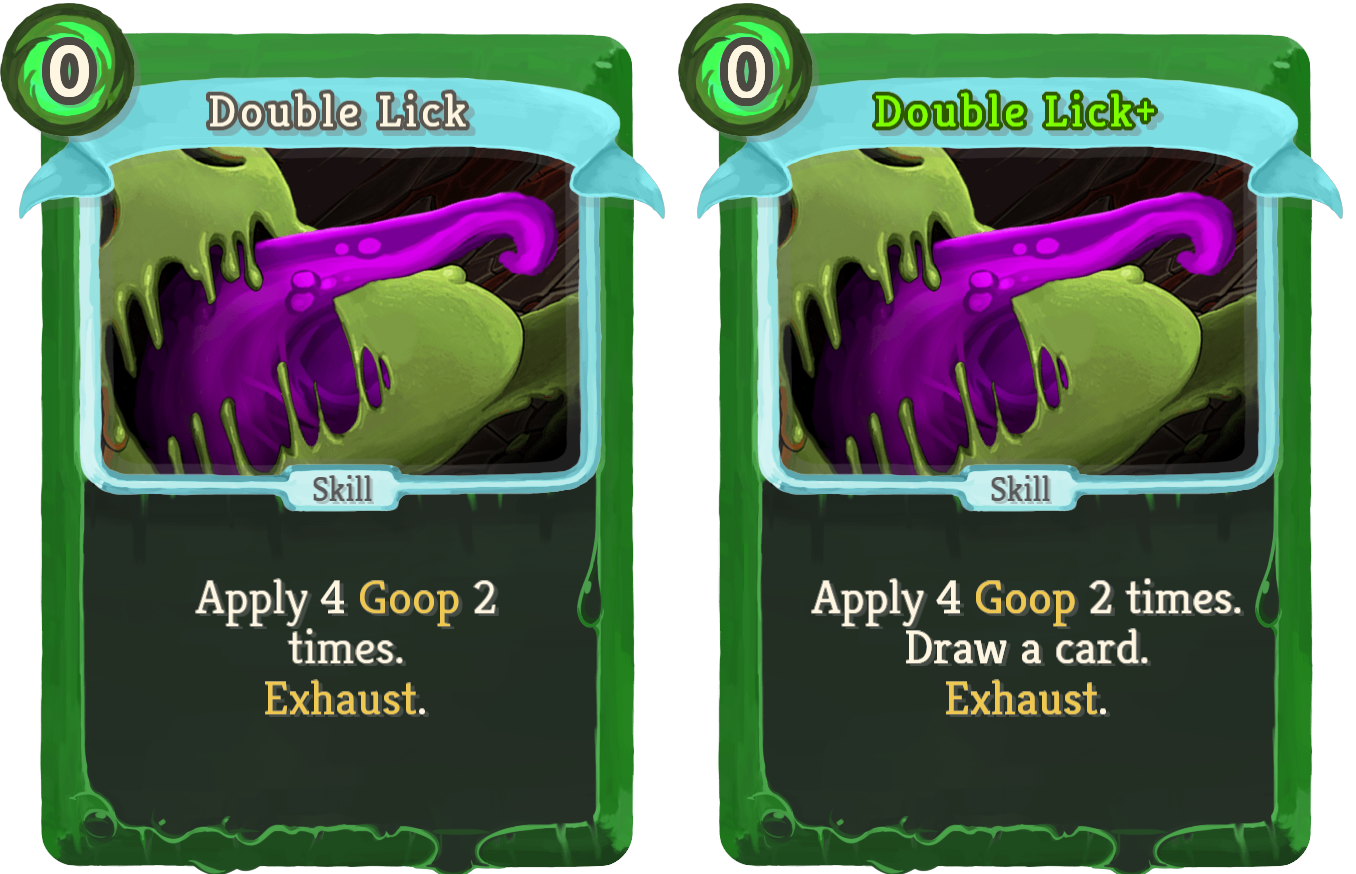 0
Double Lick
Skill
Apply 4 Goop 2
times.
Exhaust.
0
Double Lick+
Skill
Apply 4 Goop 2 times.
Draw a card.
Exhaust.